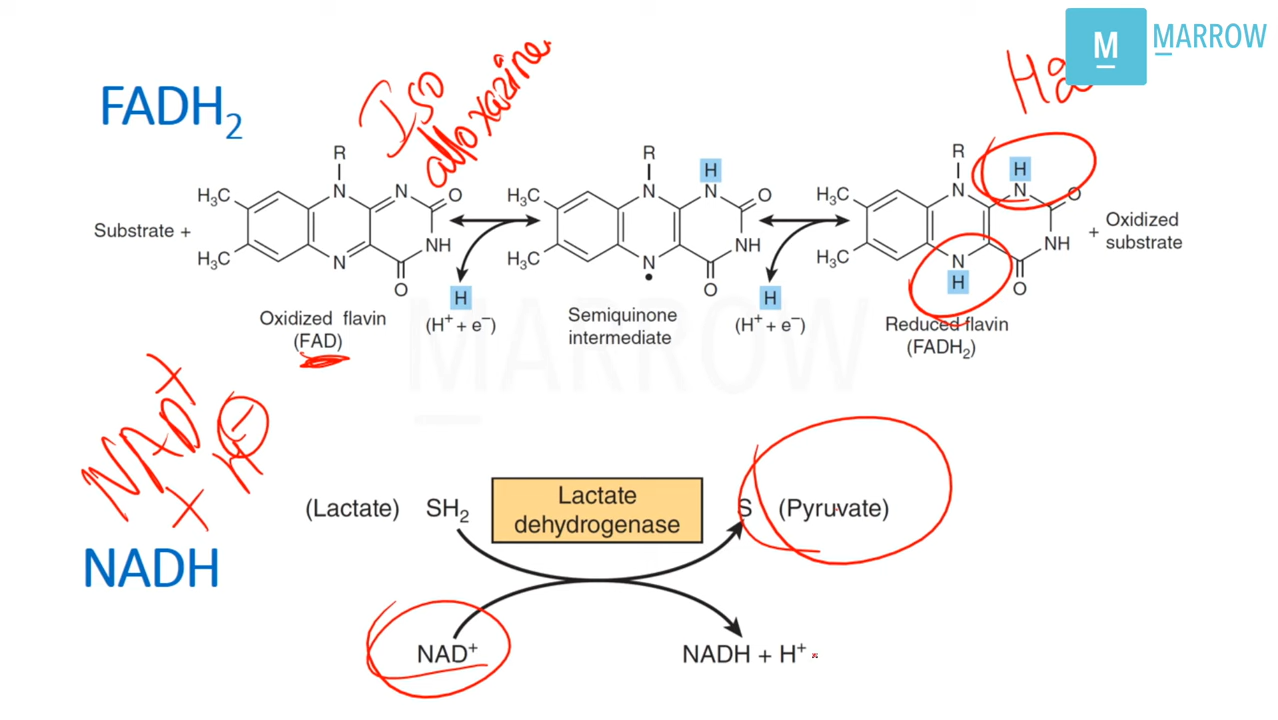 M MARROW
FADH₂
Iso
alloxazine
R
R
R
H
H
H₃C
N
N
O
H₃C
N
N
O
H₃C
N
N
O
Substrate +
NH
NH
NH
+ Oxidized
substrate
H₃C
N
O
H₃C
N
•
O
H₃C
N
H
O
H
H
Oxidized flavin
(FAD)
(H⁺ + e⁻)
Semiquinone
intermediate
(H⁺ + e⁻)
Reduced flavin
(FADH₂)
MARROW
NAD⁺
+ H⁻
(Lactate) SH₂
Lactate
dehydrogenase
S (Pyruvate)
NADH
NAD⁺
NADH + H⁺